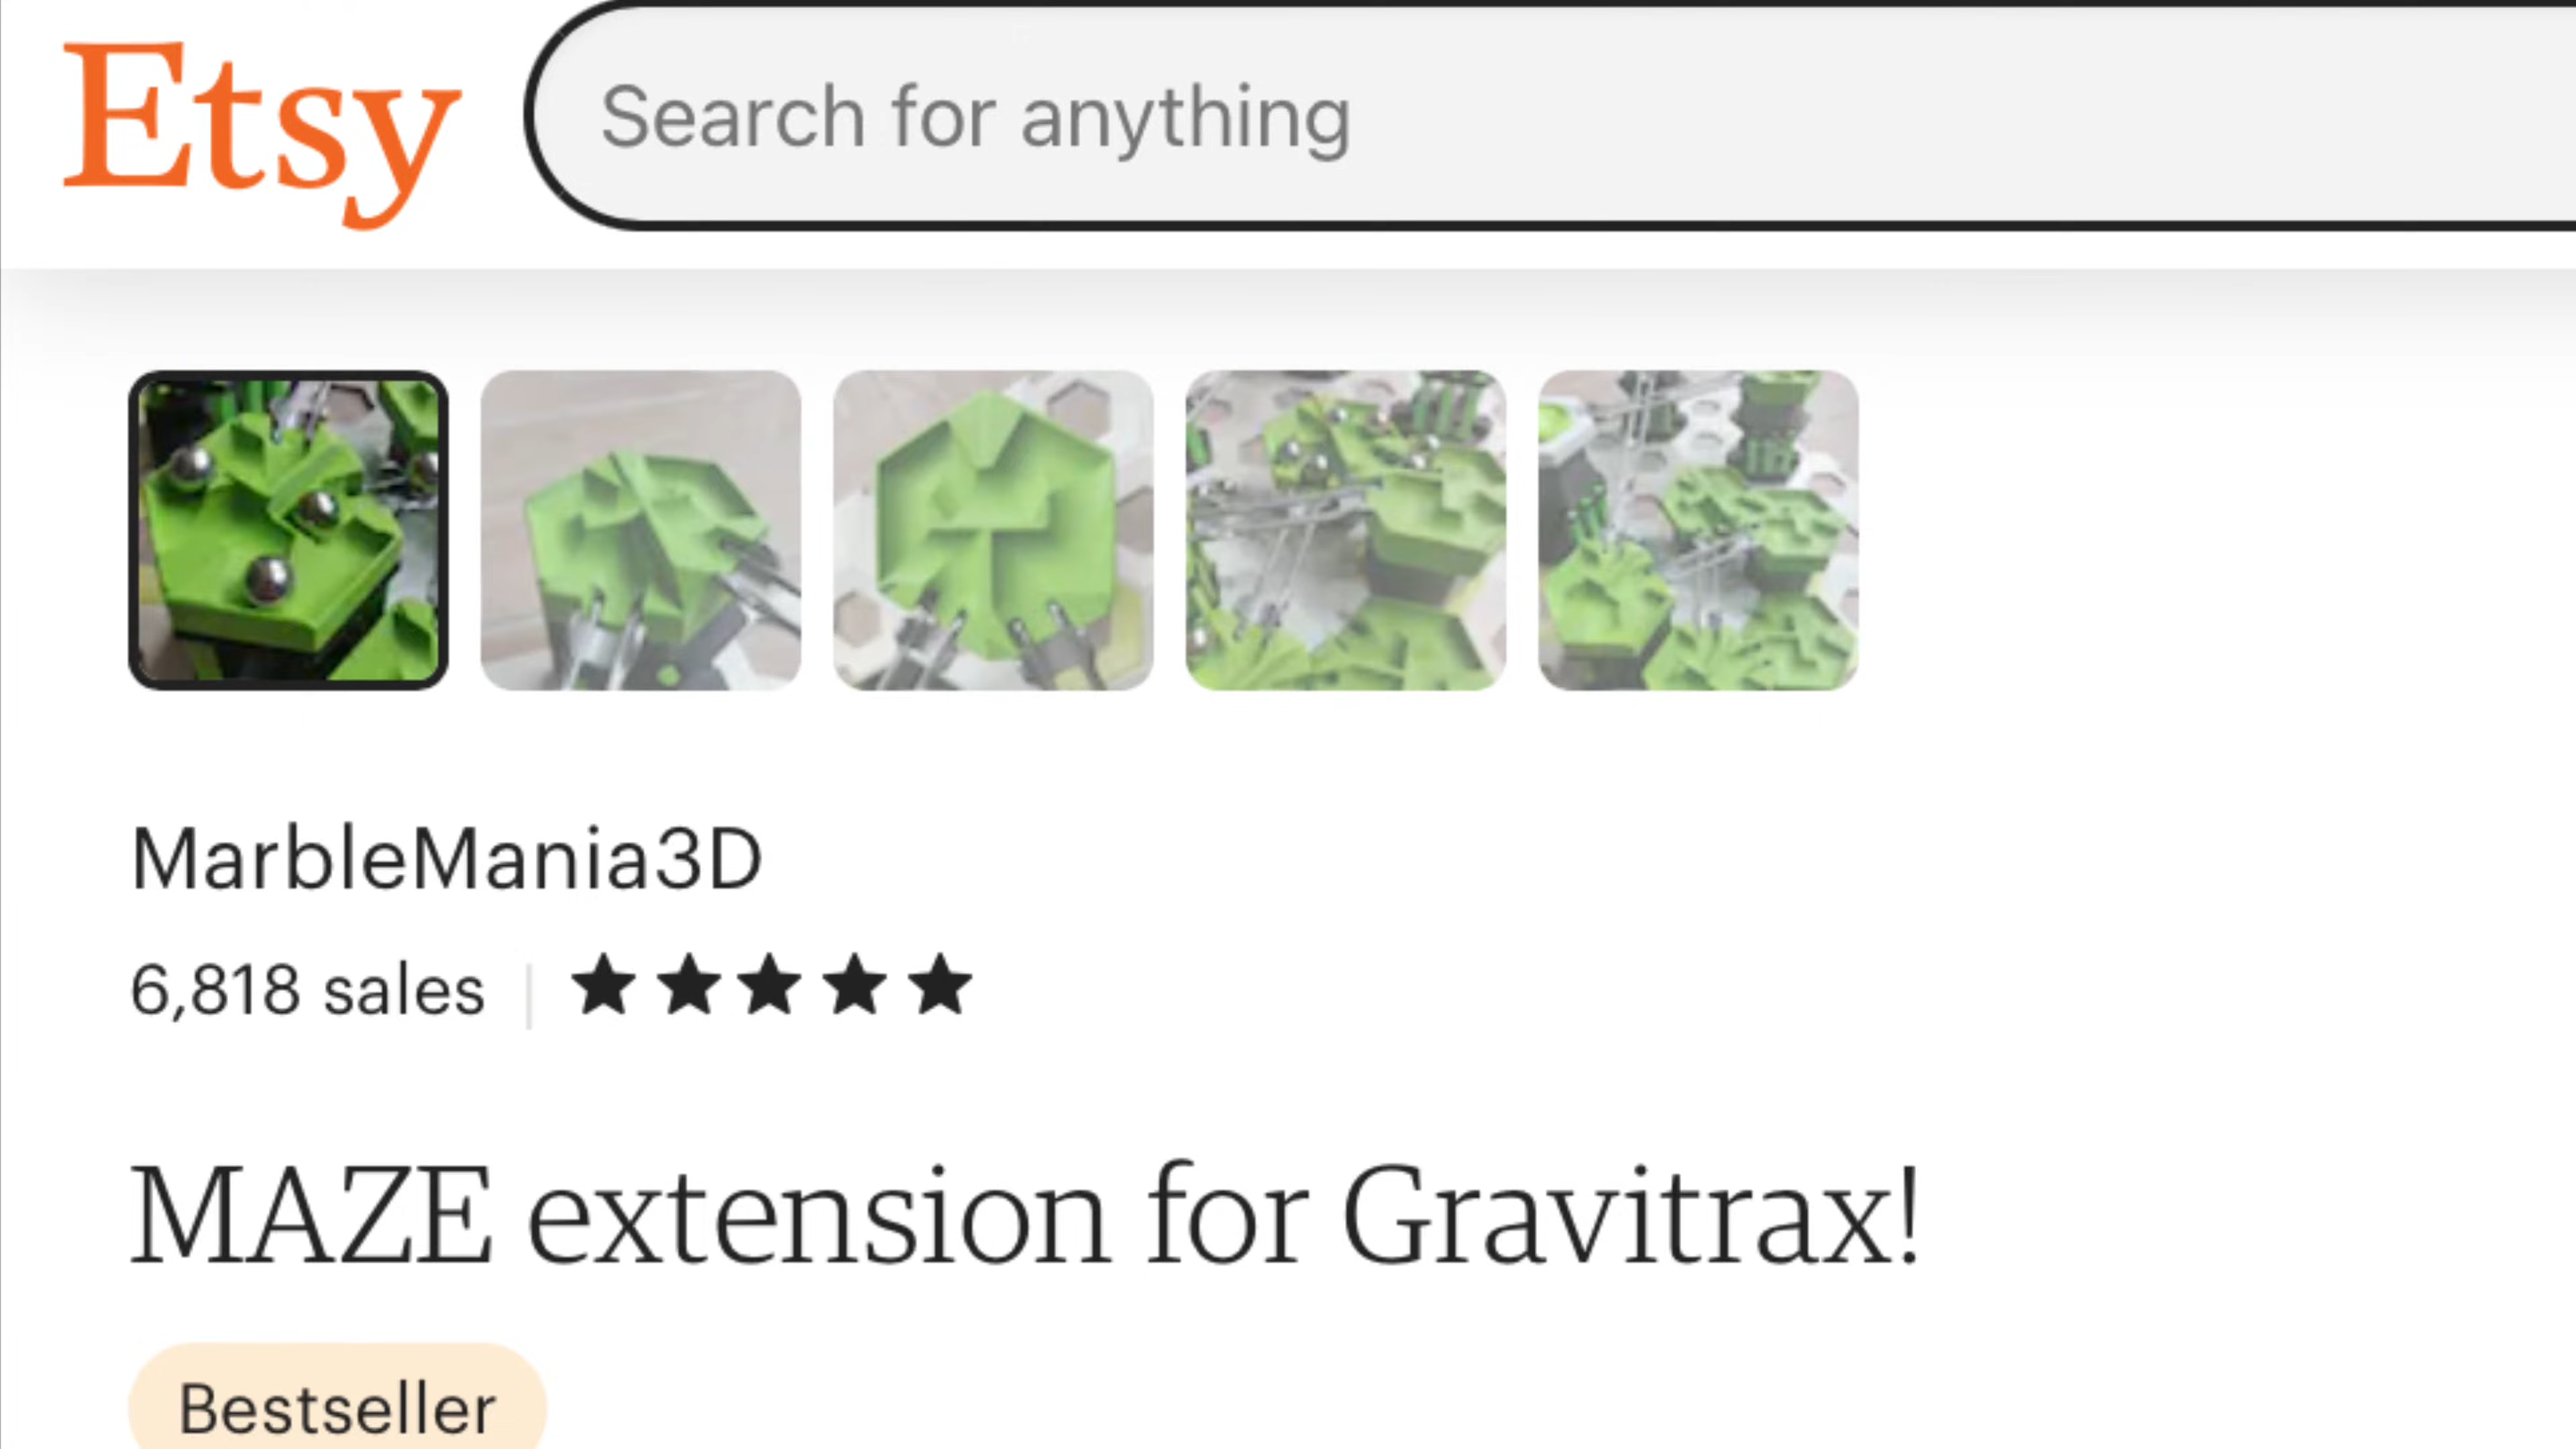 Etsy
Search for anything
MarbleMania3D
6,818 sales
MAZE extension for Gravitrax!
Bestseller